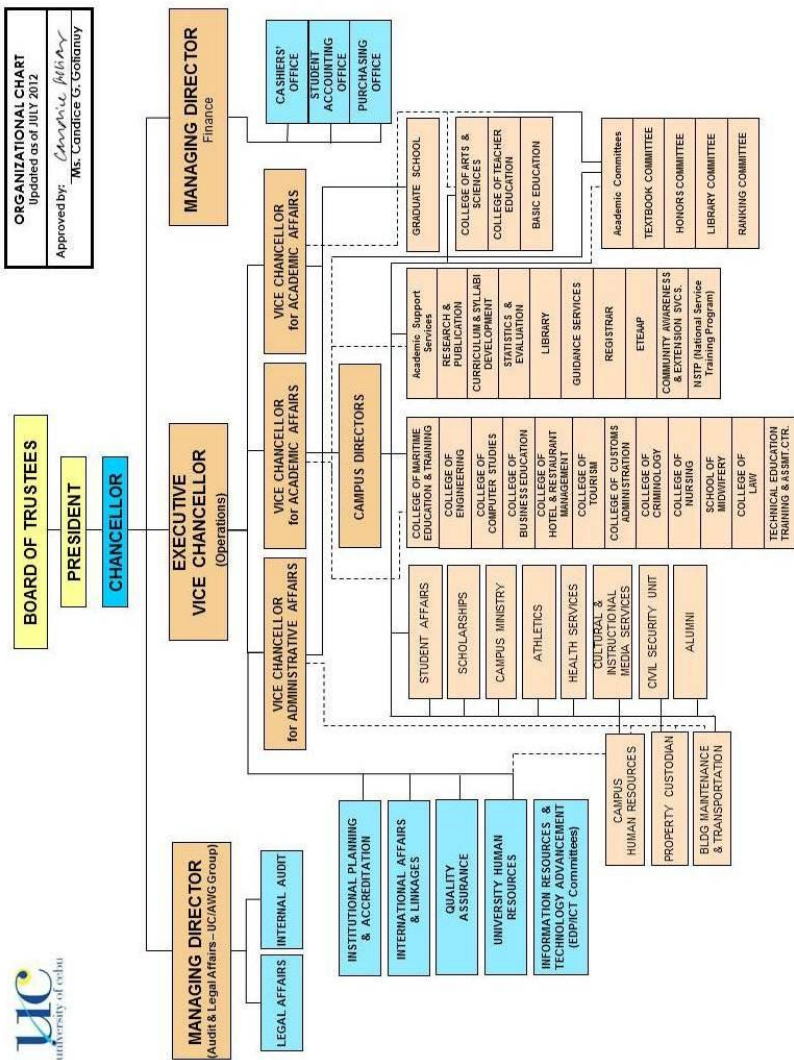 uc
university of cebu
ORGANIZATIONAL CHART
Updated as of JULY 2012
Approved by:
Ms. Candice G. Gotianuy
BOARD OF TRUSTEES
PRESIDENT
CHANCELLOR
MANAGING DIRECTOR
(Audit & Legal Affairs – UC/AWG Group)
EXECUTIVE
VICE CHANCELLOR
(Operations)
MANAGING DIRECTOR
Finance
LEGAL AFFAIRS
INTERNAL AUDIT
VICE CHANCELLOR
for ADMINISTRATIVE AFFAIRS
VICE CHANCELLOR
for ACADEMIC AFFAIRS
VICE CHANCELLOR
for ACADEMIC AFFAIRS
CASHIERS'
OFFICE
STUDENT
ACCOUNTING
OFFICE
PURCHASING
OFFICE
INSTITUTIONAL PLANNING
& ACCREDITATION
INTERNATIONAL AFFAIRS
& LINKAGES
QUALITY
ASSURANCE
UNIVERSITY HUMAN
RESOURCES
INFORMATION RESOURCES &
TECHNOLOGY ADVANCEMENT
(EDP/ICT Committees)
CAMPUS DIRECTORS
STUDENT AFFAIRS
SCHOLARSHIPS
CAMPUS MINISTRY
ATHLETICS
HEALTH SERVICES
CULTURAL &
INSTRUCTIONAL
MEDIA SERVICES
CIVIL SECURITY UNIT
ALUMNI
CAMPUS
HUMAN RESOURCES
PROPERTY CUSTODIAN
BLDG MAINTENANCE
& TRANSPORTATION
COLLEGE OF MARITIME
EDUCATION & TRAINING
COLLEGE OF
ENGINEERING
COLLEGE OF
COMPUTER STUDIES
COLLEGE OF
BUSINESS EDUCATION
COLLEGE OF
HOTEL & RESTAURANT
MANAGEMENT
COLLEGE OF
TOURISM
COLLEGE OF CUSTOMS
ADMINISTRATION
COLLEGE OF
CRIMINOLOGY
COLLEGE OF
NURSING
SCHOOL OF
MIDWIFERY
COLLEGE OF
LAW
TECHNICAL EDUCATION
TRAINING & ASSMT. CTR.
Academic Support
Services
RESEARCH &
PUBLICATION
CURRICULUM & SYLLABI
DEVELOPMENT
STATISTICS &
EVALUATION
LIBRARY
GUIDANCE SERVICES
REGISTRAR
ETEAAP
COMMUNITY AWARENESS
& EXTENSION SVCS.
NSTP (National Service
Training Program)
GRADUATE SCHOOL
COLLEGE OF ARTS &
SCIENCES
COLLEGE OF TEACHER
EDUCATION
BASIC EDUCATION
Academic Committees
TEXTBOOK COMMITTEE
HONORS COMMITTEE
LIBRARY COMMITTEE
RANKING COMMITTEE